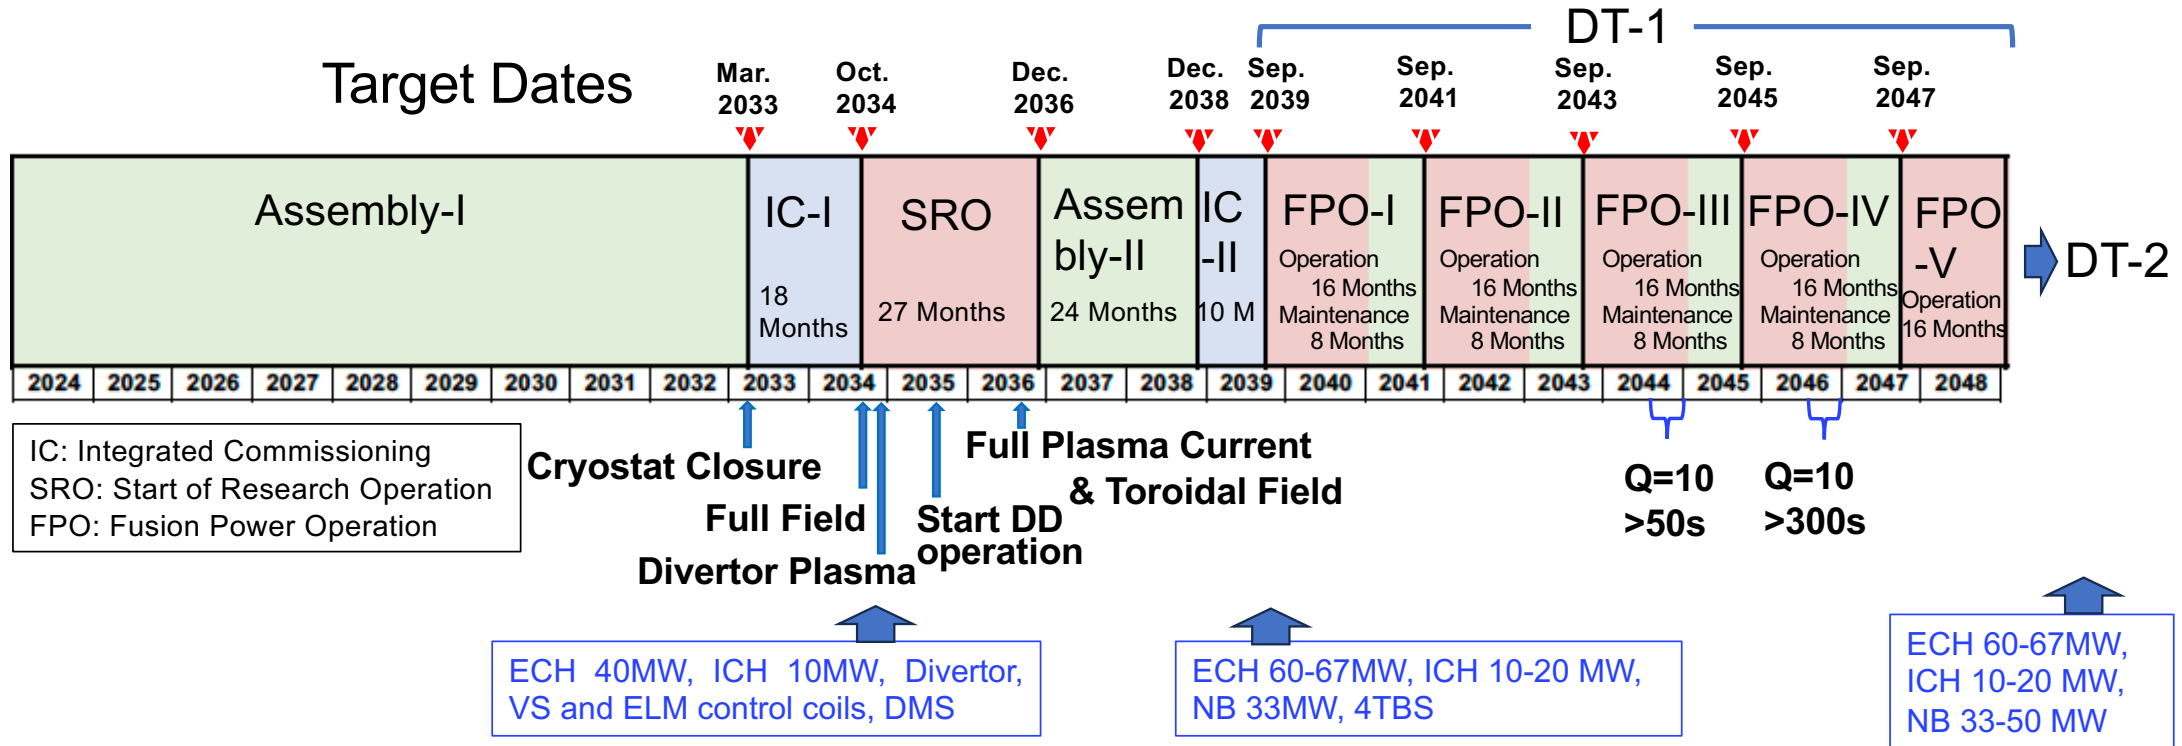 DT-1
Target Dates
Mar.
2033
Oct.
2034
Dec.
2036
Dec.
2038
Sep.
2039
Sep.
2041
Sep.
2043
Sep.
2045
Sep.
2047
Assembly-I
IC-I
18
Months
SRO
27 Months
Assem
bly-II
24 Months
IC
-II
10 M
FPO-I
Operation
16 Months
Maintenance
8 Months
FPO-II
Operation
16 Months
Maintenance
8 Months
FPO-III
Operation
16 Months
Maintenance
8 Months
FPO-IV
Operation
16 Months
Maintenance
8 Months
FPO
-V
Operation
16 Months
DT-2
2024 2025 2026 2027 2028 2029 2030 2031 2032 2033 2034 2035 2036 2037 2038 2039 2040 2041 2042 2043 2044 2045 2046 2047 2048
IC: Integrated Commissioning
SRO: Start of Research Operation
FPO: Fusion Power Operation
Cryostat Closure
Full Field
Divertor Plasma
Start DD
operation
Full Plasma Current
& Toroidal Field
Q=10
>50s
Q=10
>300s
ECH 40MW, ICH 10MW, Divertor,
VS and ELM control coils, DMS
ECH 60-67MW, ICH 10-20 MW,
NB 33MW, 4TBS
ECH 60-67MW,
ICH 10-20 MW,
NB 33-50 MW